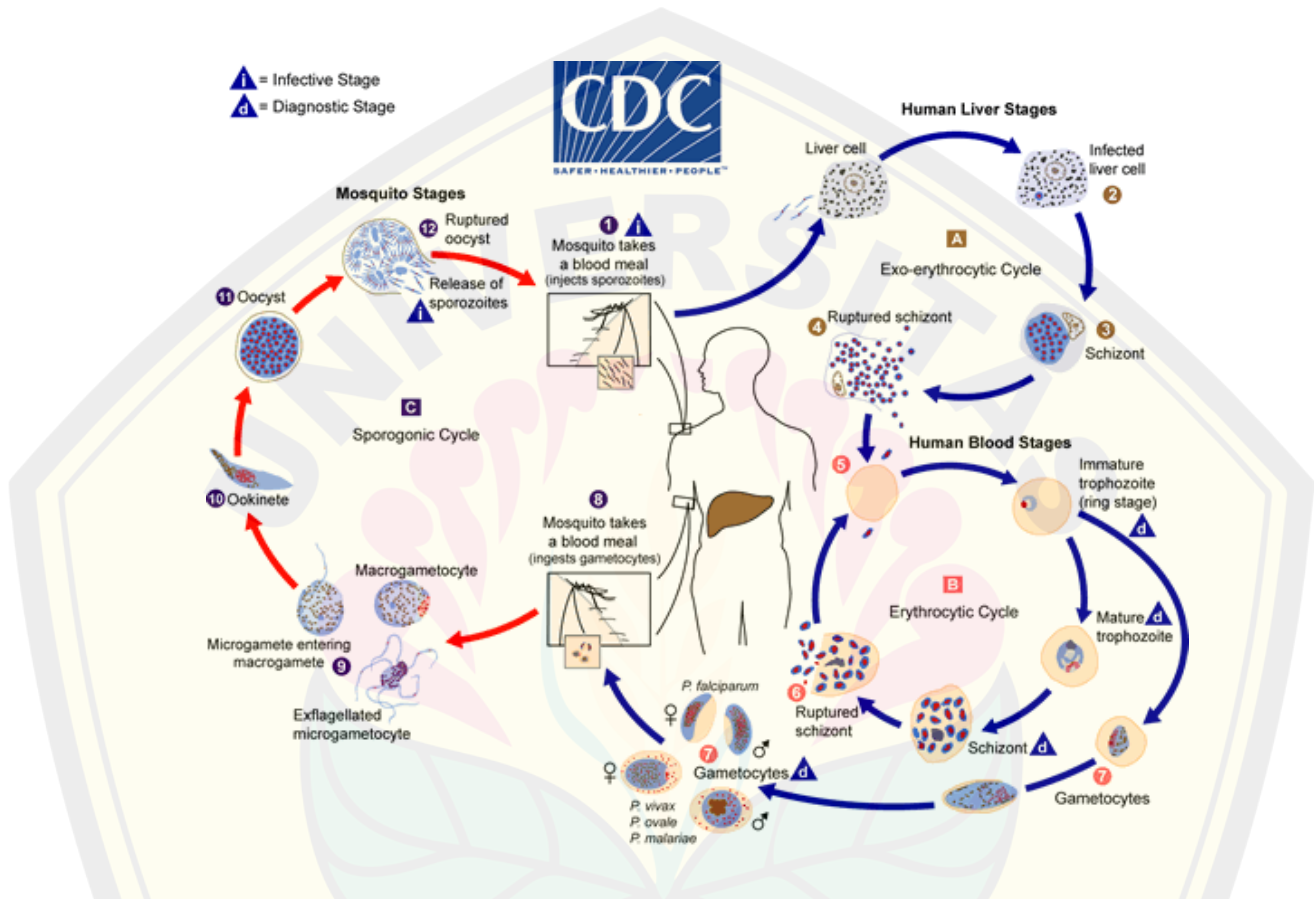 i = Infective Stage
d = Diagnostic Stage
CDC
SAFER • HEALTHIER • PEOPLE™
Human Liver Stages
Liver cell
Infected
liver cell
2
Mosquito Stages
12 Ruptured
oocyst
Release of
sporozoites
i
1 i
Mosquito takes
a blood meal
(injects sporozoites)
A
Exo-erythrocytic Cycle
11 Oocyst
4 Ruptured schizont
3
Schizont
C
Sporogonic Cycle
Human Blood Stages
5
Immature
trophozoite
(ring stage)
d
10 Ookinete
8
Mosquito takes
a blood meal
(ingests gametocytes)
Macrogametocyte
B
Erythrocytic Cycle
Mature d
trophozoite
Microgamete entering
macrogamete 9
Exflagellated
microgametocyte
P. falciparum
♀
♂
6
Ruptured
schizont
Schizont d
7
Gametocytes d
♀
♂
P. vivax
P. ovale
P. malariae
7
Gametocytes
UNIVERSITAS